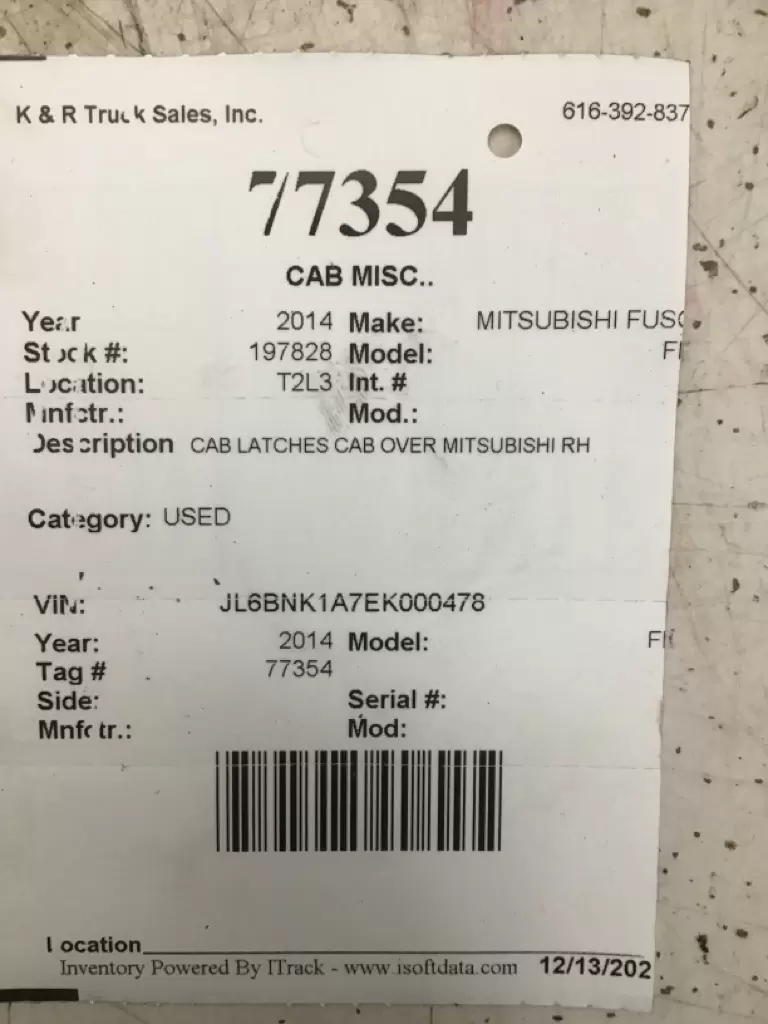 K & R Truck Sales, Inc. 616-392-837
77354
CAB MISC..
Year 2014 Make: MITSUBISHI FUSO
Stock #: 197828 Model:
Location: T2L3 Int. #
Mnfctr.: Mod.:
Description CAB LATCHES CAB OVER MITSUBISHI RH
Category: USED
VIN: JL6BNK1A7EK000478
Year: 2014 Model:
Tag # 77354
Side: Serial #:
Mnfctr.: Mod:
Location
Inventory Powered By ITrack - www.isoftdata.com 12/13/202